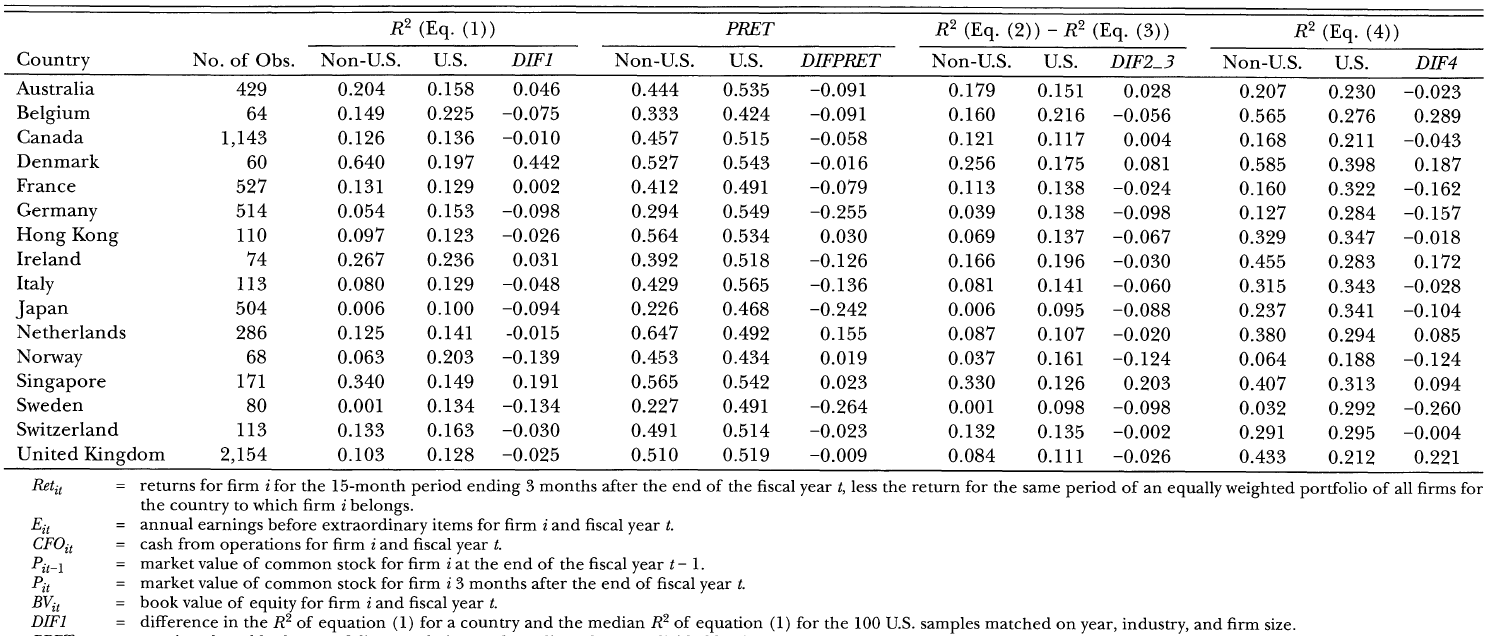 R² (Eq. (1)) PRET R² (Eq. (2)) – R² (Eq. (3)) R² (Eq. (4))
Country No. of Obs. Non-U.S. U.S. DIF1 Non-U.S. U.S. DIFPRET Non-U.S. U.S. DIF2_3 Non-U.S. U.S. DIF4
Australia 429 0.204 0.158 0.046 0.444 0.535 –0.091 0.179 0.151 0.028 0.207 0.230 –0.023
Belgium 64 0.149 0.225 –0.075 0.333 0.424 –0.091 0.160 0.216 –0.056 0.565 0.276 0.289
Canada 1,143 0.126 0.136 –0.010 0.457 0.515 –0.058 0.121 0.117 0.004 0.168 0.211 –0.043
Denmark 60 0.640 0.197 0.442 0.527 0.543 –0.016 0.256 0.175 0.081 0.585 0.398 0.187
France 527 0.131 0.129 0.002 0.412 0.491 –0.079 0.113 0.138 –0.024 0.160 0.322 –0.162
Germany 514 0.054 0.153 –0.098 0.294 0.549 –0.255 0.039 0.138 –0.098 0.127 0.284 –0.157
Hong Kong 110 0.097 0.123 –0.026 0.564 0.534 0.030 0.069 0.137 –0.067 0.329 0.347 –0.018
Ireland 74 0.267 0.236 0.031 0.392 0.518 –0.126 0.166 0.196 –0.030 0.455 0.283 0.172
Italy 113 0.080 0.129 –0.048 0.429 0.565 –0.136 0.081 0.141 –0.060 0.315 0.343 –0.028
Japan 504 0.006 0.100 –0.094 0.226 0.468 –0.242 0.006 0.095 –0.088 0.237 0.341 –0.104
Netherlands 286 0.125 0.141 -0.015 0.647 0.492 0.155 0.087 0.107 –0.020 0.380 0.294 0.085
Norway 68 0.063 0.203 –0.139 0.453 0.434 0.019 0.037 0.161 –0.124 0.064 0.188 –0.124
Singapore 171 0.340 0.149 0.191 0.565 0.542 0.023 0.330 0.126 0.203 0.407 0.313 0.094
Sweden 80 0.001 0.134 –0.134 0.227 0.491 –0.264 0.001 0.098 –0.098 0.032 0.292 –0.260
Switzerland 113 0.133 0.163 –0.030 0.491 0.514 –0.023 0.132 0.135 –0.002 0.291 0.295 –0.004
United Kingdom 2,154 0.103 0.128 –0.025 0.510 0.519 –0.009 0.084 0.111 –0.026 0.433 0.212 0.221
Ret_it = returns for firm i for the 15-month period ending 3 months after the end of the fiscal year t, less the return for the same period of an equally weighted portfolio of all firms for
the country to which firm i belongs.
E_it = annual earnings before extraordinary items for firm i and fiscal year t.
CFO_it = cash from operations for firm i and fiscal year t.
P_it–1 = market value of common stock for firm i at the end of the fiscal year t – 1.
P_it = market value of common stock for firm i 3 months after the end of fiscal year t.
BV_it = book value of equity for firm i and fiscal year t.
DIF1 = difference in the R² of equation (1) for a country and the median R² of equation (1) for the 100 U.S. samples matched on year, industry, and firm size.